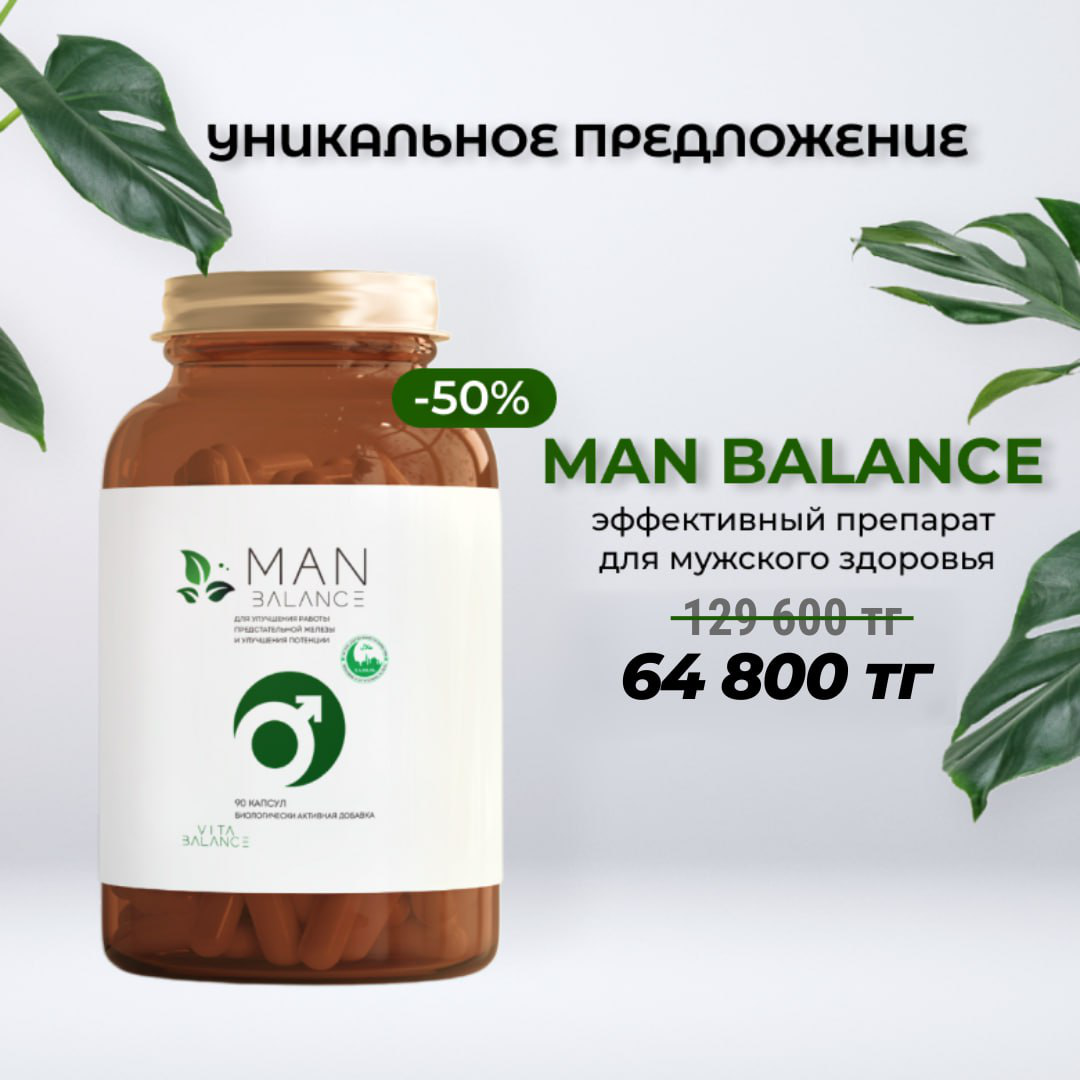 УНИКАЛЬНОЕ ПРЕДЛОЖЕНИЕ
-50%
MAN BALANCE
эффективный препарат
для мужского здоровья
129 600 тг
64 800 тг
MAN
BALANCE
ДЛЯ УЛУЧШЕНИЯ РАБОТЫ
ПРЕДСТАТЕЛЬНОЙ ЖЕЛЕЗЫ
И УЛУЧШЕНИЯ ПОТЕНЦИИ
90 КАПСУЛ
БИОЛОГИЧЕСКИ АКТИВНАЯ ДОБАВКА
VITA
BALANCE